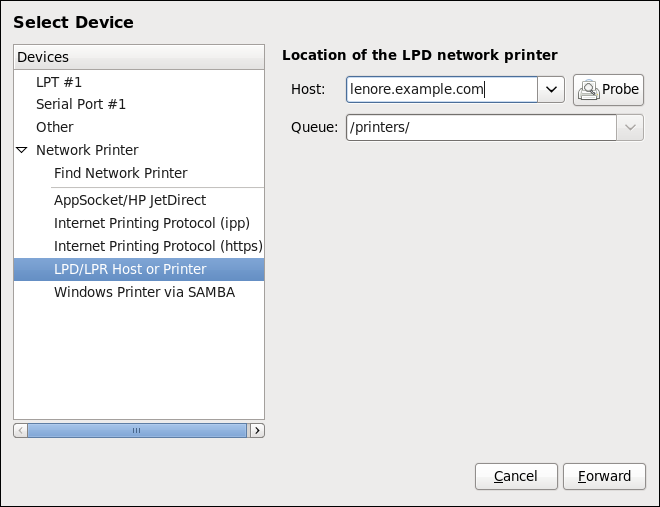 Select Device
Devices
LPT #1
Serial Port #1
Other
Network Printer
Find Network Printer
AppSocket/HP JetDirect
Internet Printing Protocol (ipp)
Internet Printing Protocol (https)
LPD/LPR Host or Printer
Windows Printer via SAMBA
Location of the LPD network printer
Host: lenore.example.com Probe
Queue: /printers/
Cancel Forward